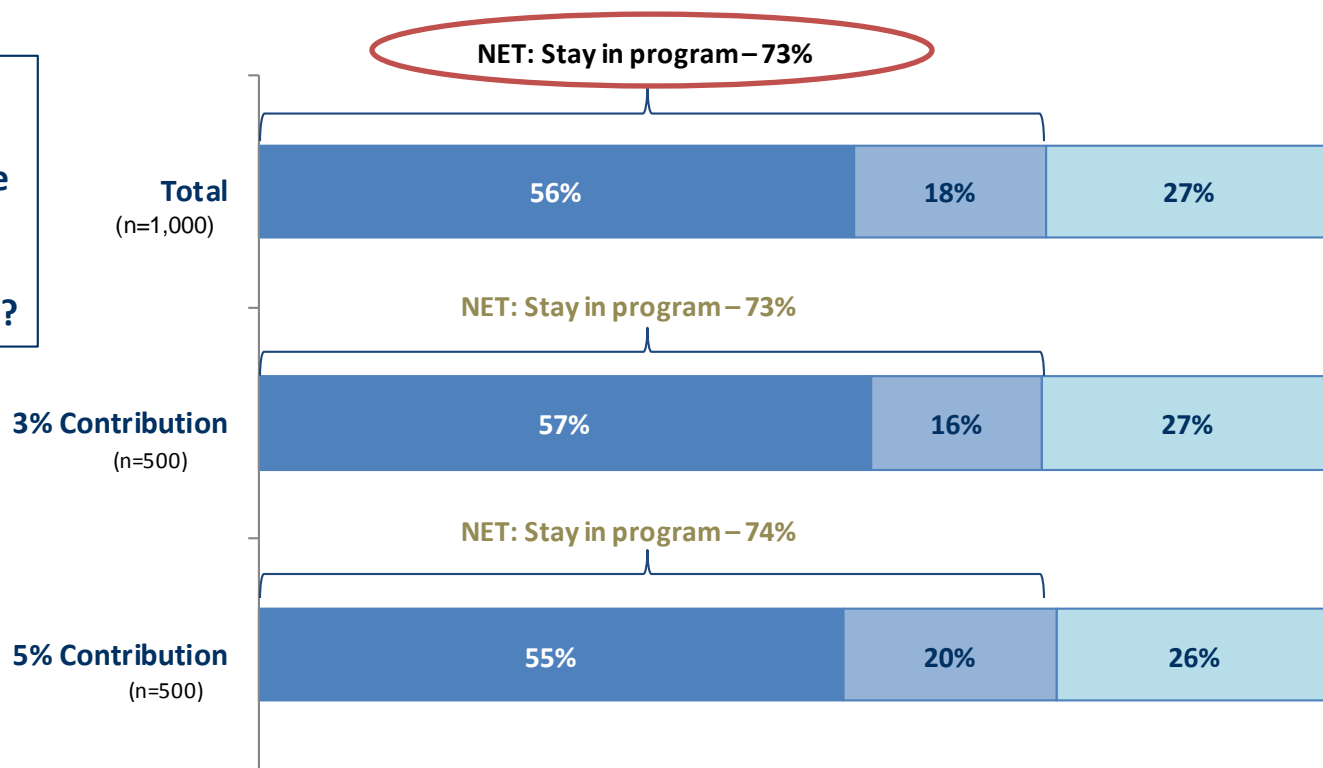 NET: Stay in program – 73%
e
?
Total
(n=1,000)
56%
18%
27%
NET: Stay in program – 73%
3% Contribution
(n=500)
57%
16%
27%
NET: Stay in program – 74%
5% Contribution
(n=500)
55%
20%
26%